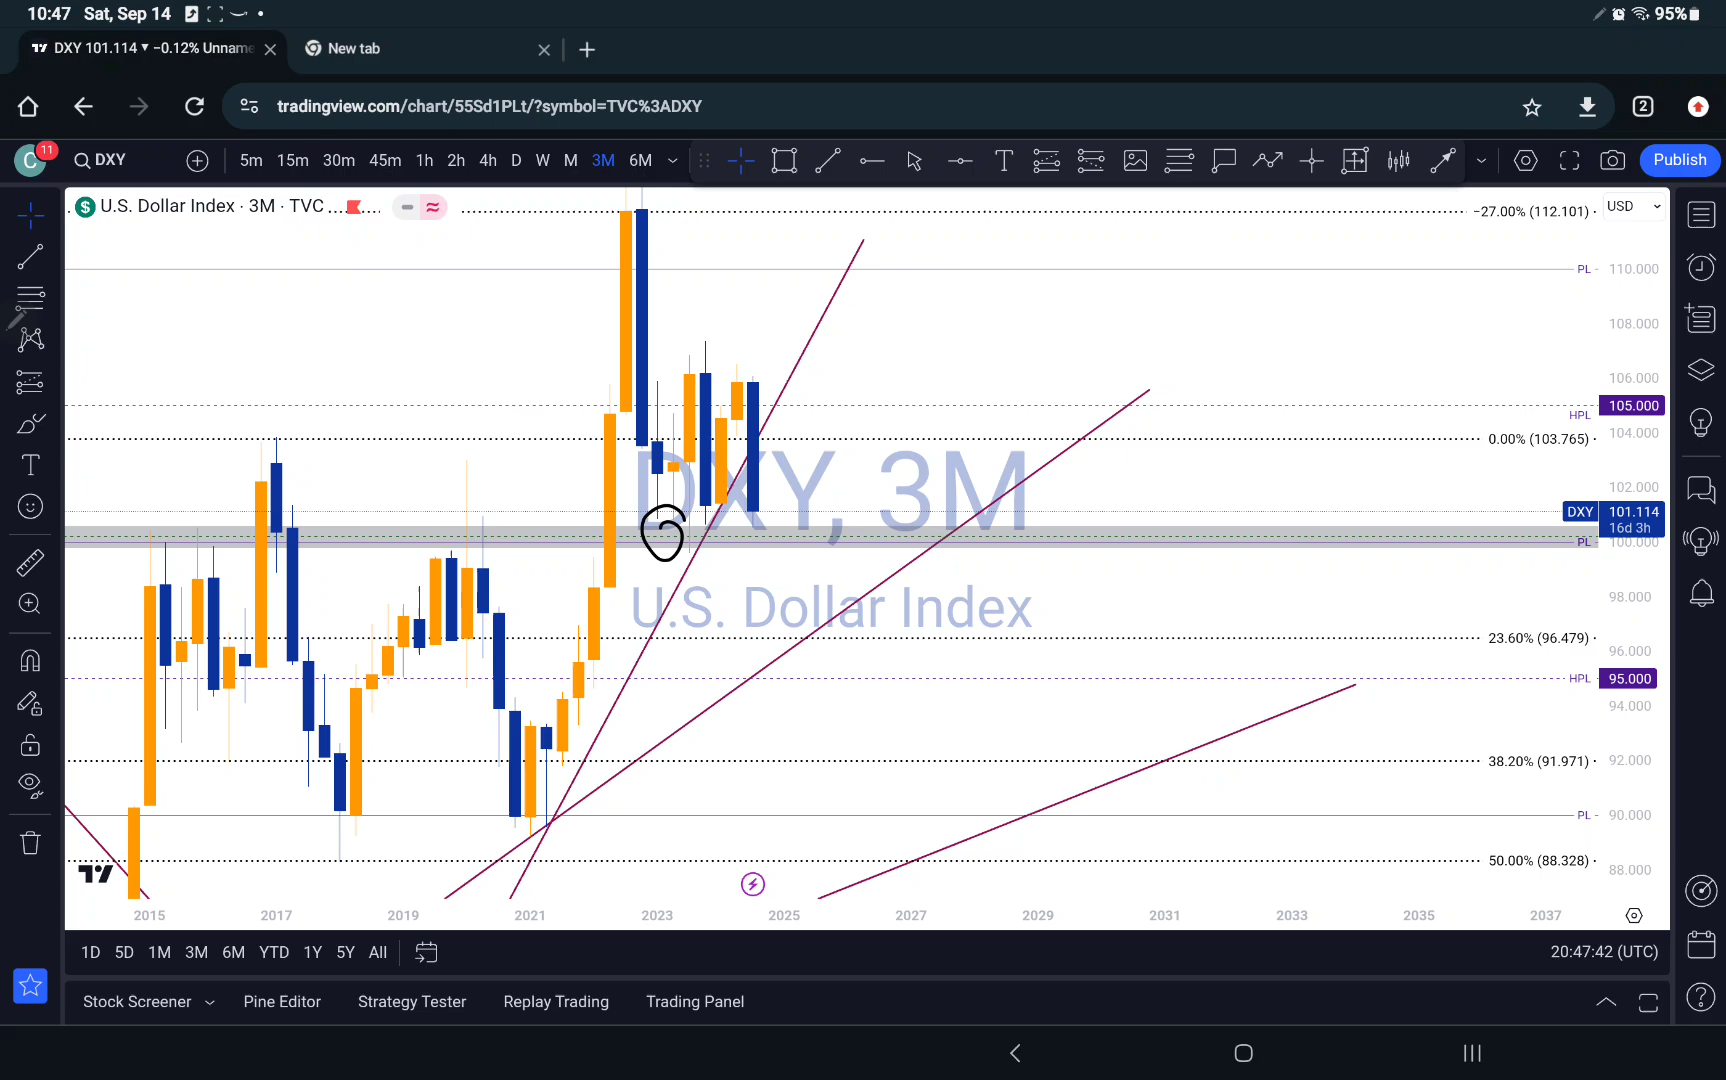 10:47 Sat, Sep 14 95%
DXY 101.114 ▼ −0.12% Unname
New tab
tradingview.com/chart/55Sd1PLt/?symbol=TVC%3ADXY
2
C 11 DXY 5m 15m 30m 45m 1h 2h 4h D W M 3M 6M T Publish
$ U.S. Dollar Index · 3M · TVC
USD
−27.00% (112.101)
PL 110.000
108.000
106.000
105.000
HPL
104.000
0.00% (103.765)
DXY, 3M
102.000
DXY 101.114
16d 3h
PL 100.000
U.S. Dollar Index
98.000
23.60% (96.479)
96.000
HPL 95.000
94.000
38.20% (91.971) 92.000
PL 90.000
50.00% (88.328)
88.000
2015 2017 2019 2021 2023 2025 2027 2029 2031 2033 2035 2037
1D 5D 1M 3M 6M YTD 1Y 5Y All 20:47:42 (UTC)
Stock Screener Pine Editor Strategy Tester Replay Trading Trading Panel